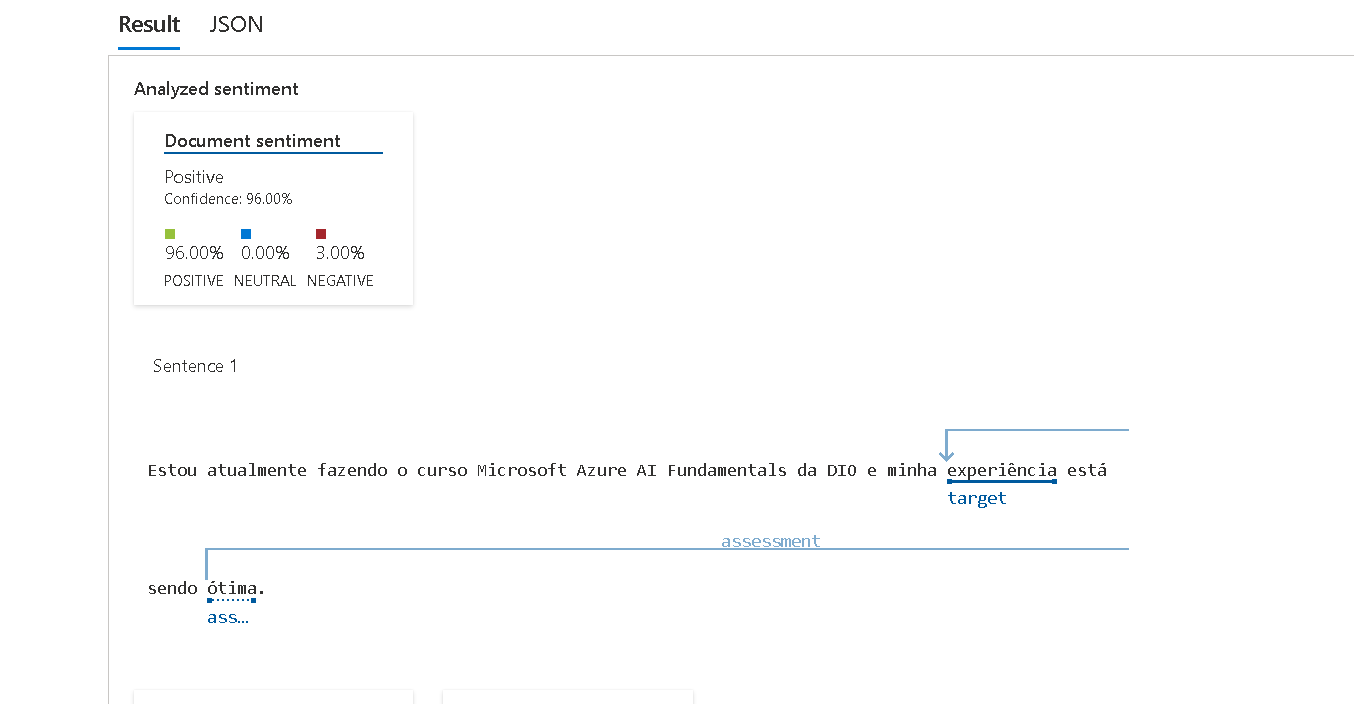 Result JSON
Analyzed sentiment
Document sentiment
Positive
Confidence: 96.00%
96.00% 0.00% 3.00%
POSITIVE NEUTRAL NEGATIVE
Sentence 1
Estou atualmente fazendo o curso Microsoft Azure AI Fundamentals da DIO e minha experiência está
target
assessment
sendo ótima.
ass...